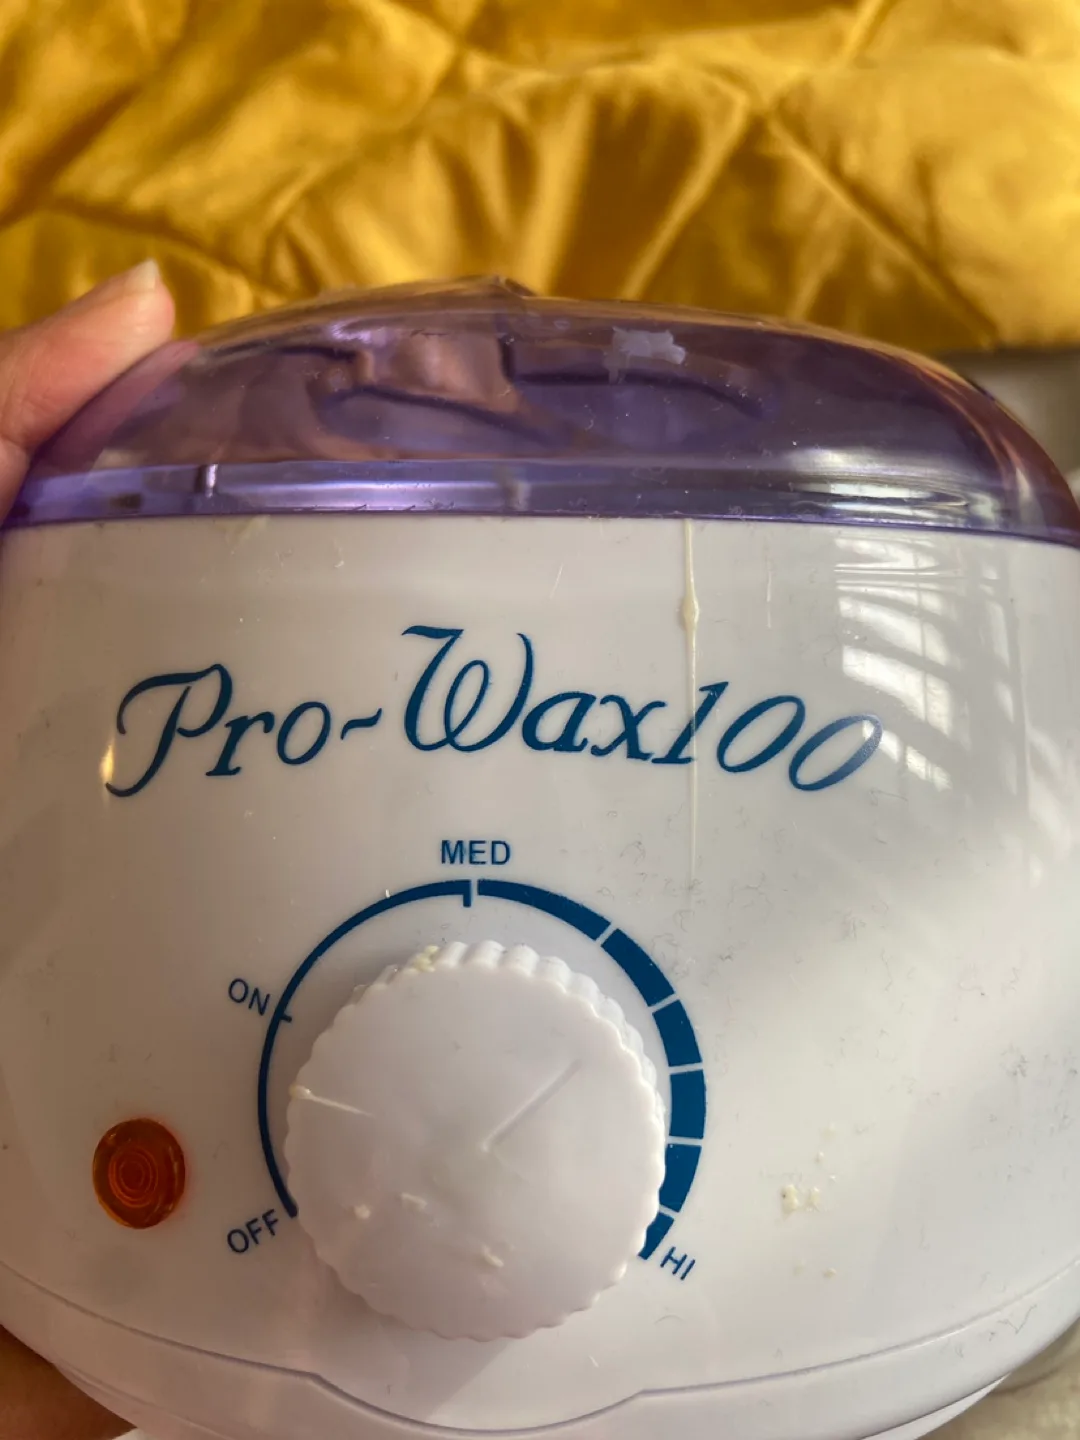 Pro-Wax100
MED
ON
OFF
HI